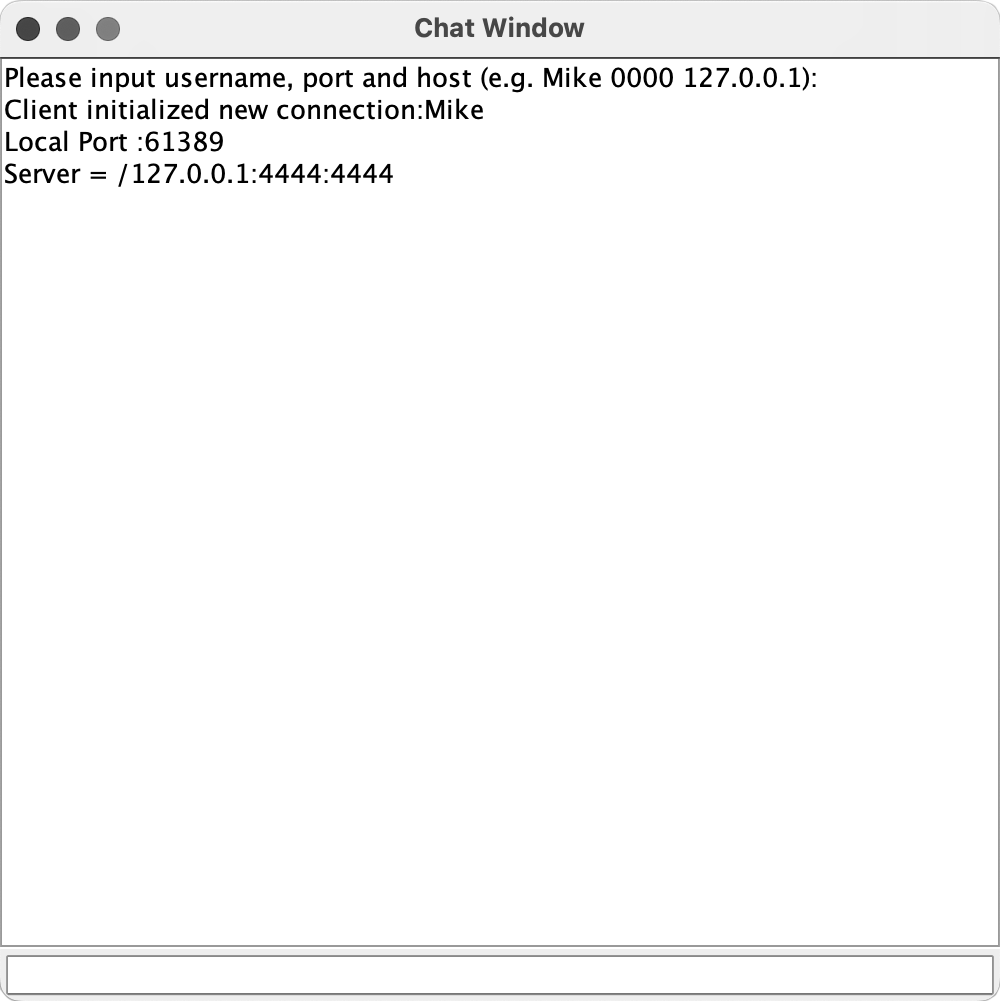 Chat Window
Please input username, port and host (e.g. Mike 0000 127.0.0.1):
Client initialized new connection:Mike
Local Port :61389
Server = /127.0.0.1:4444:4444